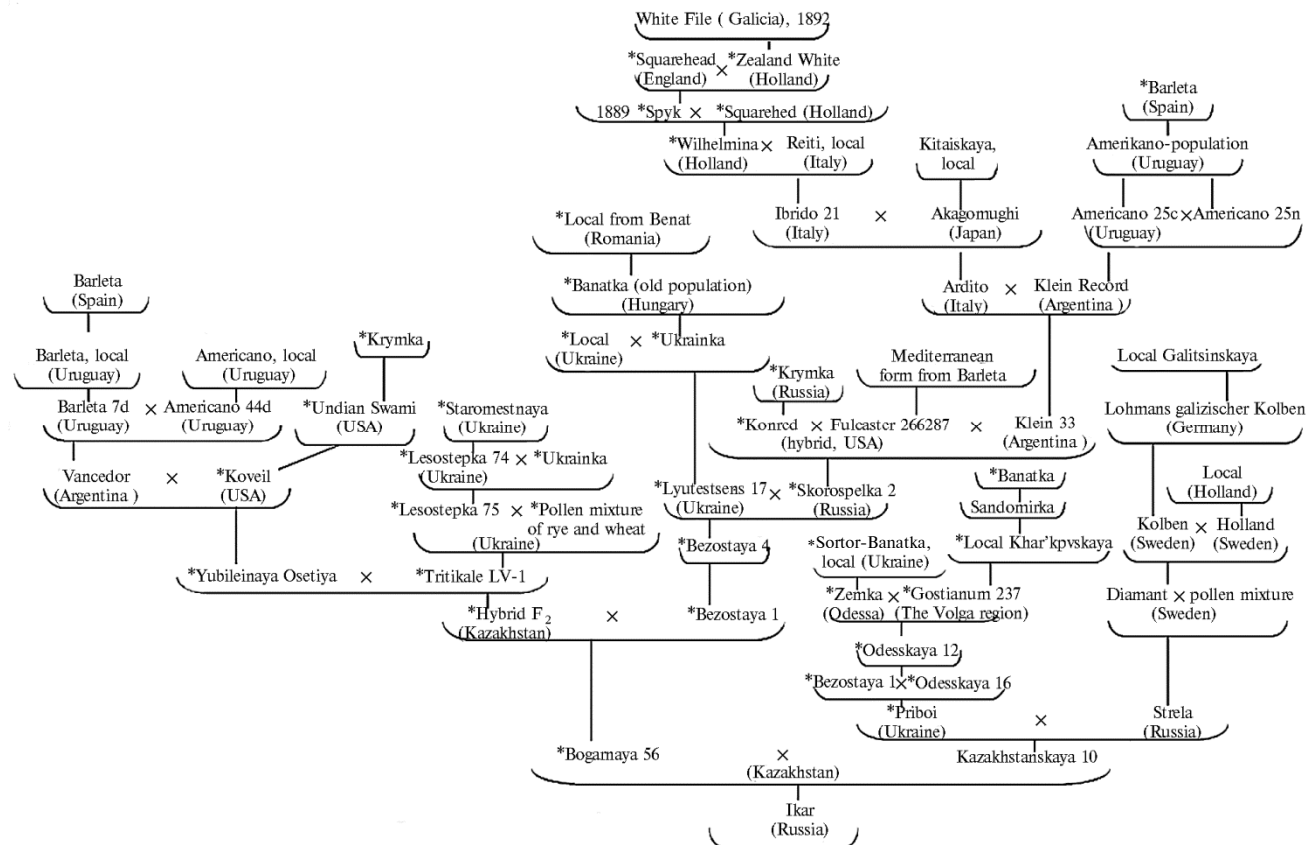 White File ( Galicia), 1892
*Squarehead × *Zealand White
(England) (Holland)
1889 *Spyk × *Squarehed (Holland)
*Barleta
(Spain)
*Wilhelmina × Reiti, local
(Holland) (Italy)
Kitaiskaya,
local
Amerikano-population
(Uruguay)
*Local from Benat
(Romania)
Ibrido 21 × Akagomughi
(Italy) (Japan)
Americano 25c × Americano 25n
(Uruguay)
Barleta
(Spain)
*Banatka (old population)
(Hungary)
Ardito × Klein Record
(Italy) (Argentina )
*Local × *Ukrainka
(Ukraine)
*Krymka
Barleta, local
(Uruguay)
Americano, local
(Uruguay)
*Krymka
(Russia)
Mediterranean
form from Barleta
Local Galitsinskaya
Barleta 7d × Americano 44d
(Uruguay) (Uruguay)
*Undian Swami
(USA)
*Staromestnaya
(Ukraine)
*Konred × Fulcaster 266287 × Klein 33
(hybrid, USA) (Argentina )
Lohmans galizischer Kolben
(Germany)
*Lesostepka 74 × *Ukrainka
(Ukraine)
Vancedor × *Koveil
(Argentina ) (USA)
*Lyutestsens 17 × *Skorospelka 2
(Ukraine) (Russia)
*Banatka
Sandomirka
Local
(Holland)
*Lesostepka 75 × *Pollen mixture
of rye and wheat
(Ukraine)
*Bezostaya 4
*Sortor-Banatka,
local (Ukraine)
*Local Khar'kpvskaya
Kolben × Holland
(Sweden) (Sweden)
*Yubileinaya Osetiya × *Tritikale LV-1
*Zemka × *Gostianum 237
(Odessa) (The Volga region)
Diamant × pollen mixture
(Sweden)
*Hybrid F2 × *Bezostaya 1
(Kazakhstan)
*Odesskaya 12
*Bezostaya 1 × *Odesskaya 16
*Priboi × Strela
(Ukraine) (Russia)
*Bogarnaya 56 × Kazakhstanskaya 10
(Kazakhstan)
Ikar
(Russia)